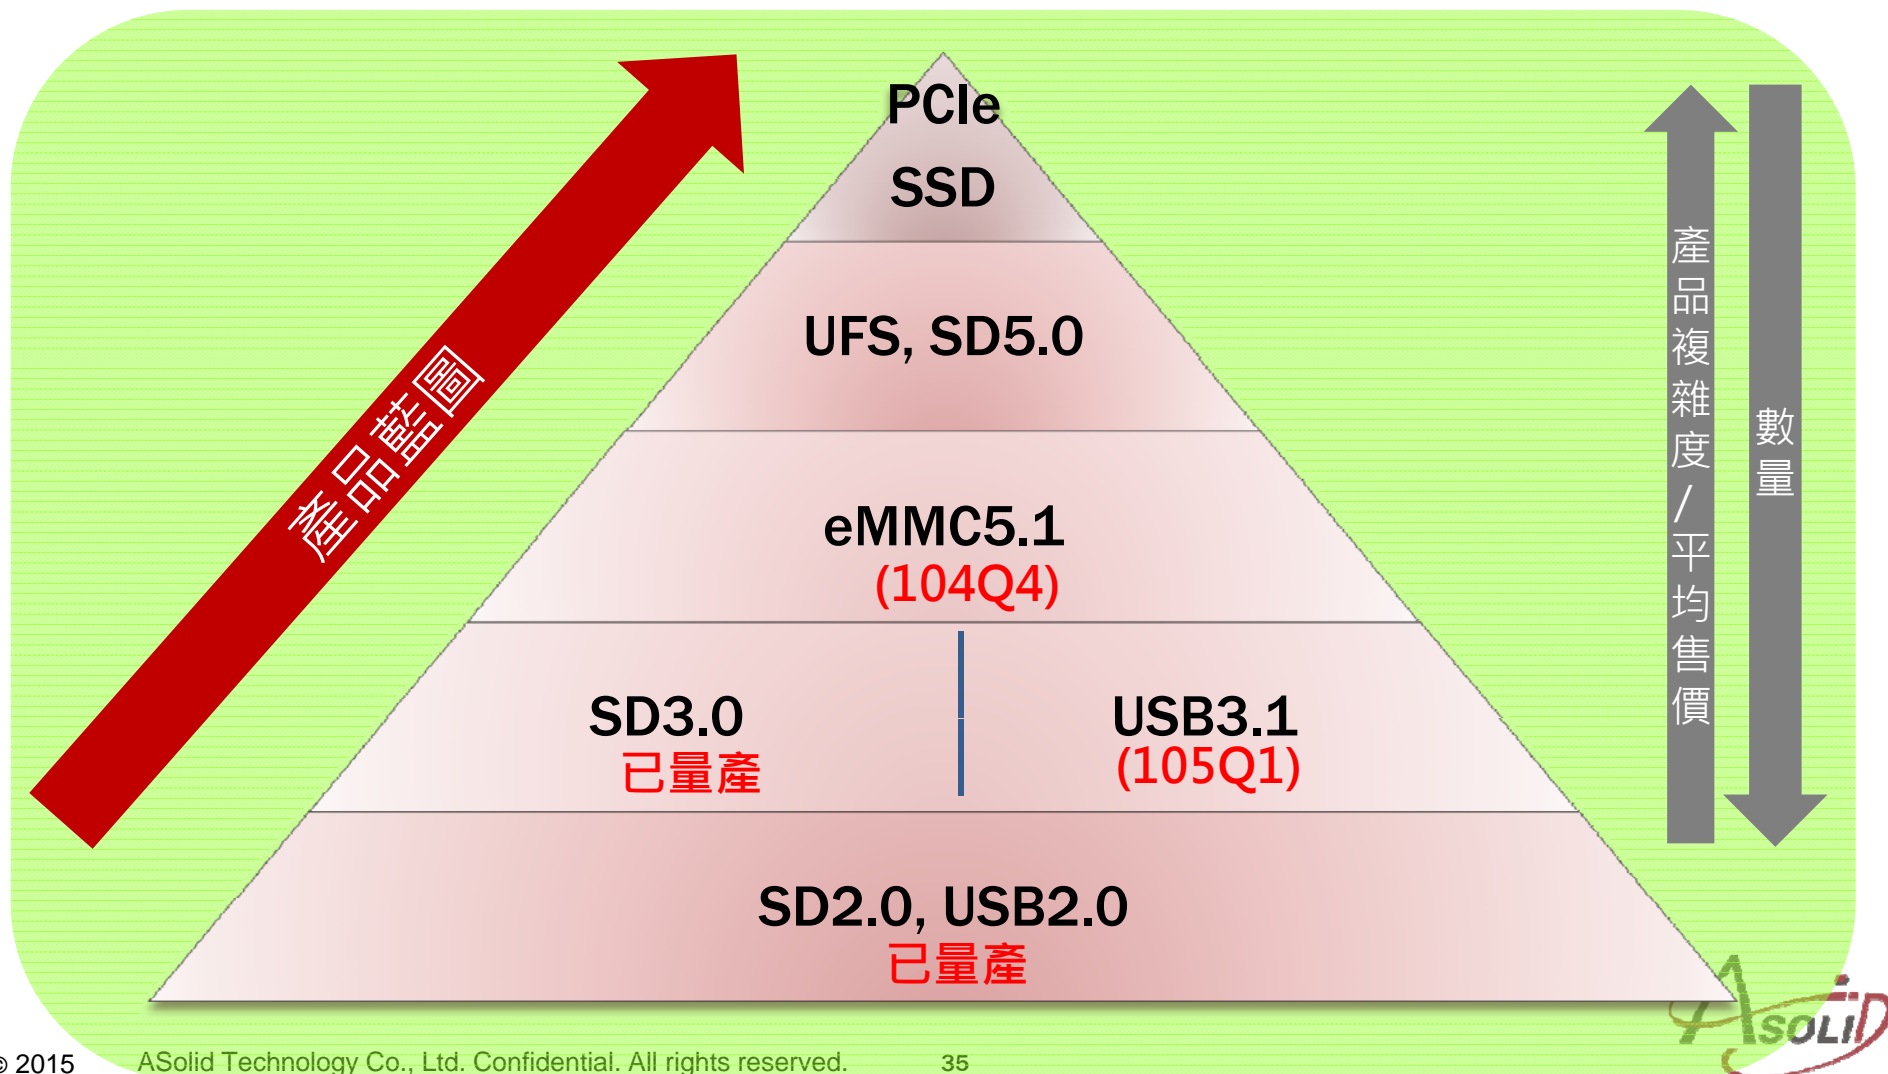 PCIe
SSD
UFS, SD5.0
eMMC5.1
(104Q4)
SD3.0
已量產
USB3.1
(105Q1)
SD2.0, USB2.0
已量產
產品藍圖
產品複雜度/平均售價
數量
ASOLID
© 2015 ASolid Technology Co., Ltd. Confidential. All rights reserved. 35